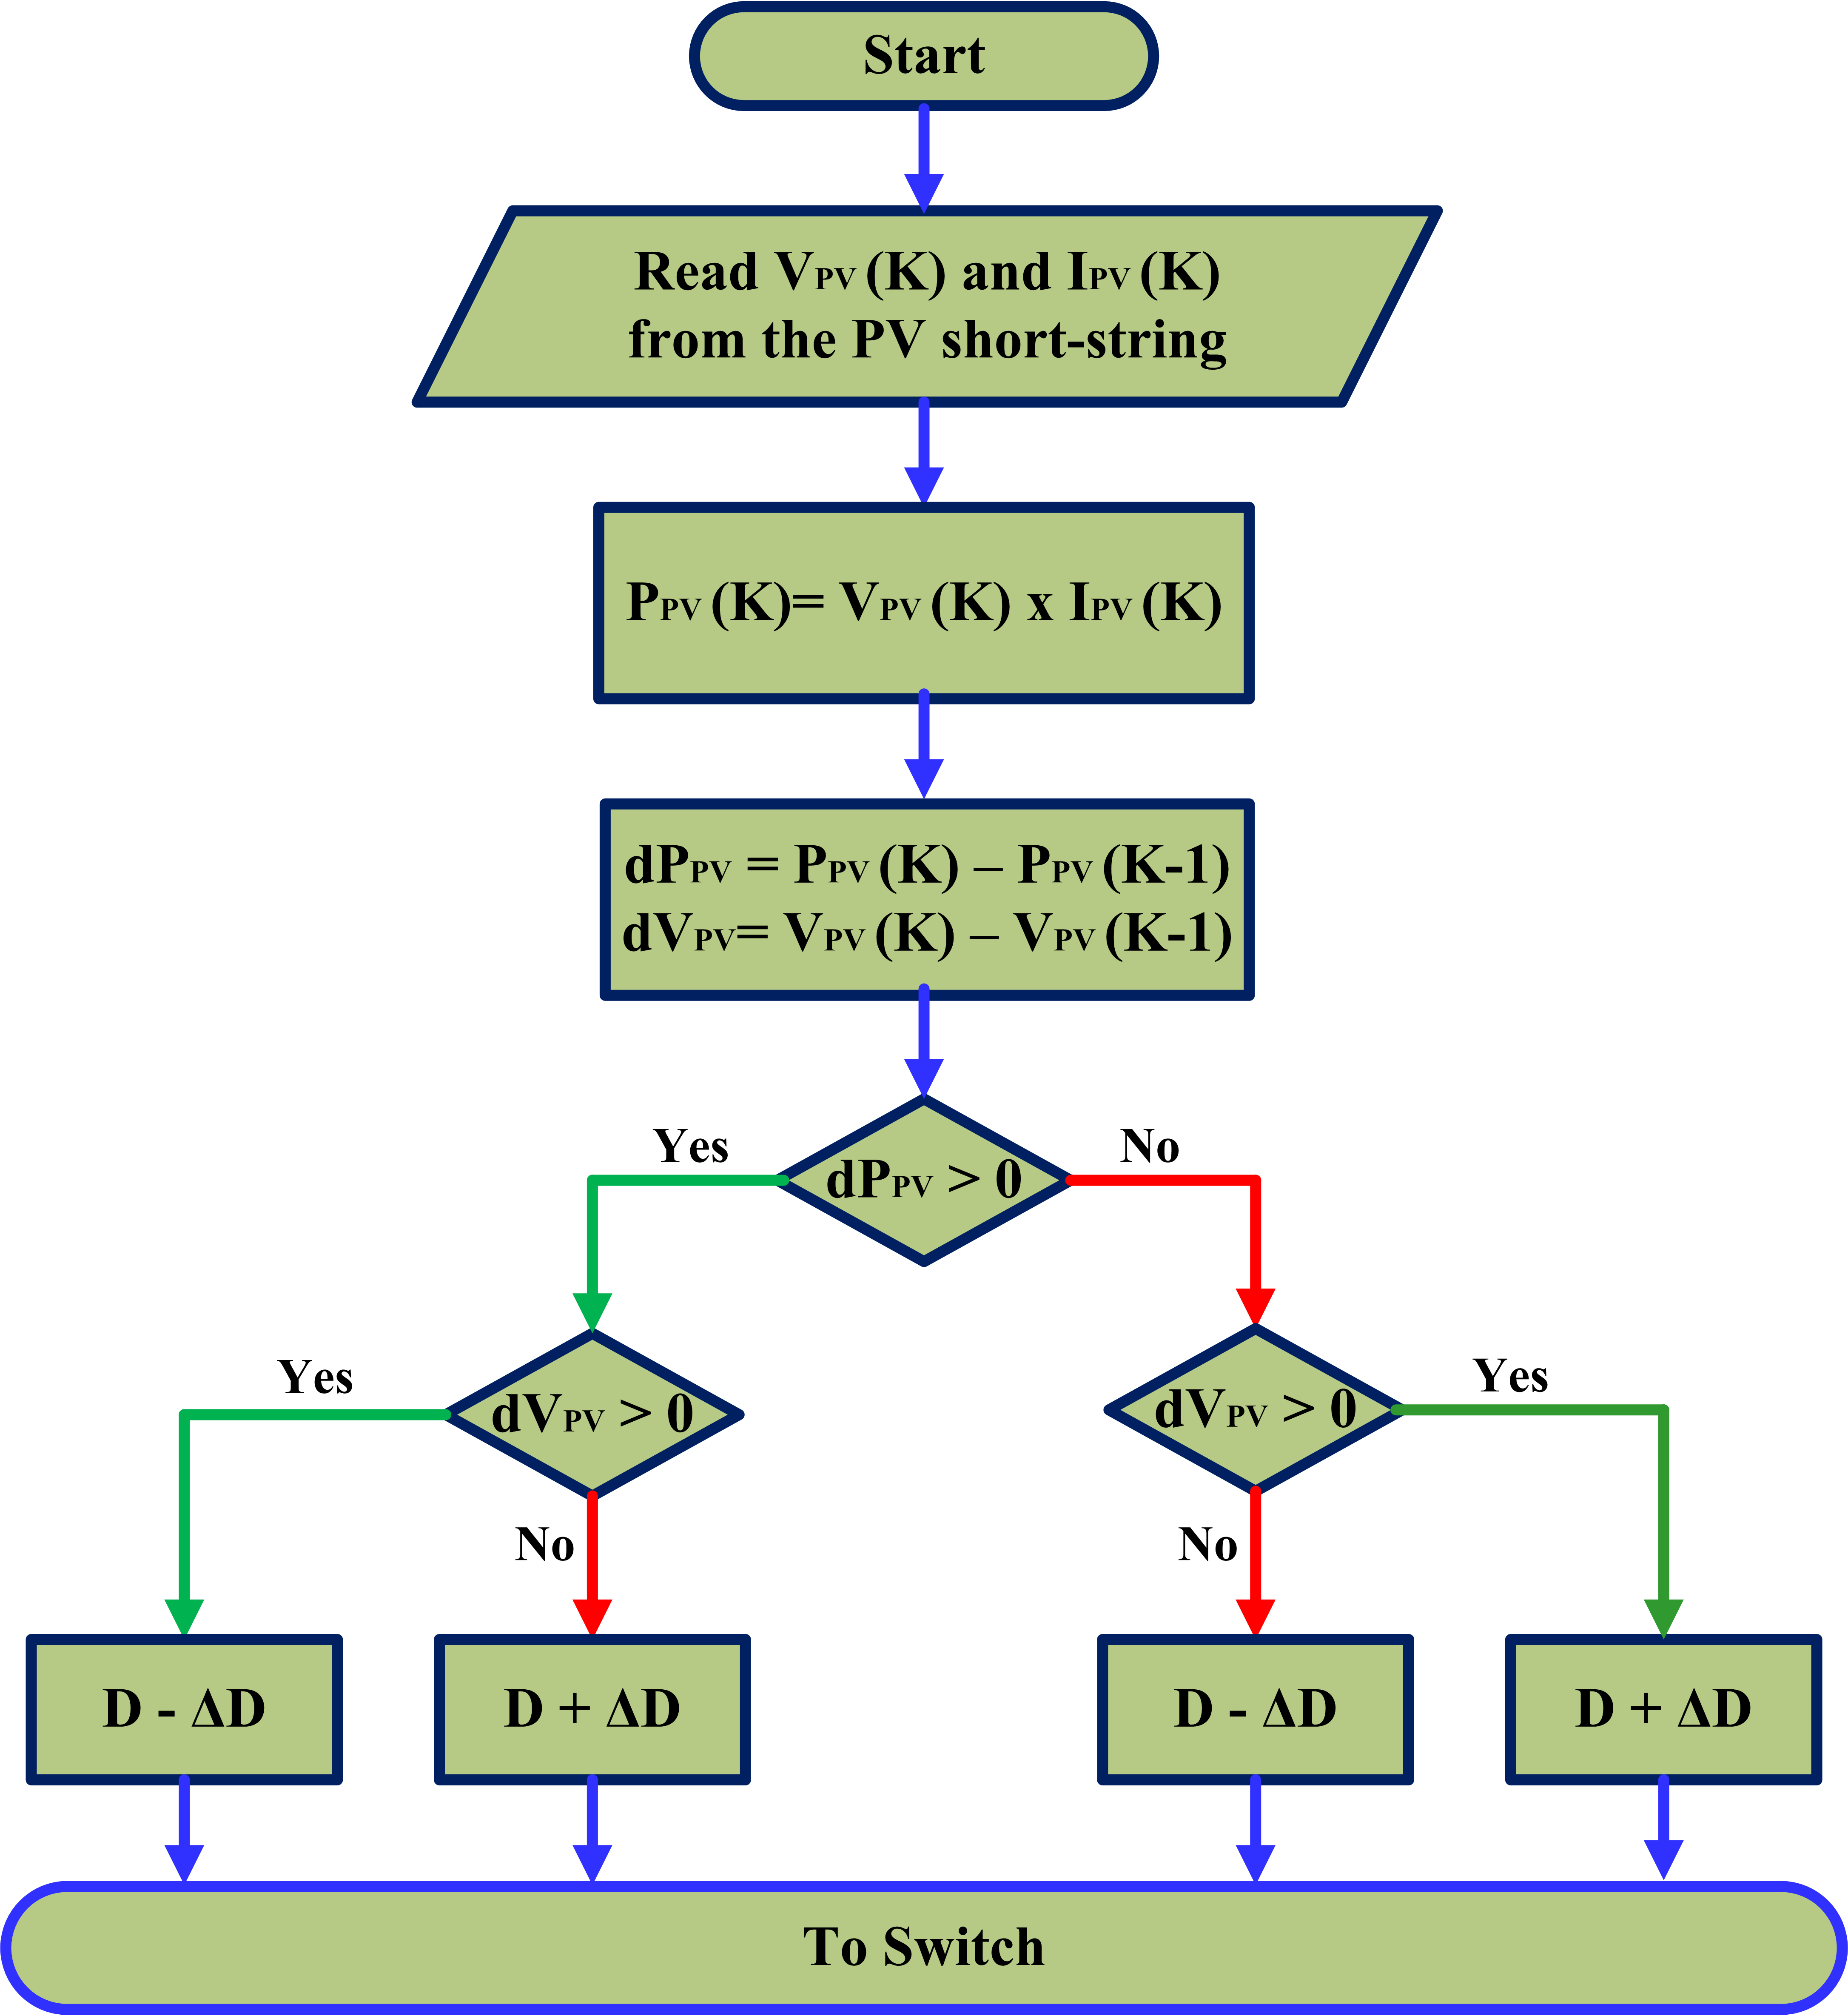 Start
Read VPV (K) and IPV (K)
from the PV short-string
PPV (K)= VPV (K) x IPV (K)
dPPV = PPV (K) – PPV (K-1)
dVPV= VPV (K) – VPV (K-1)
Yes
No
dPPV > 0
Yes
dVPV > 0
dVPV > 0
Yes
No
No
D - ΔD
D + ΔD
D - ΔD
D + ΔD
To Switch